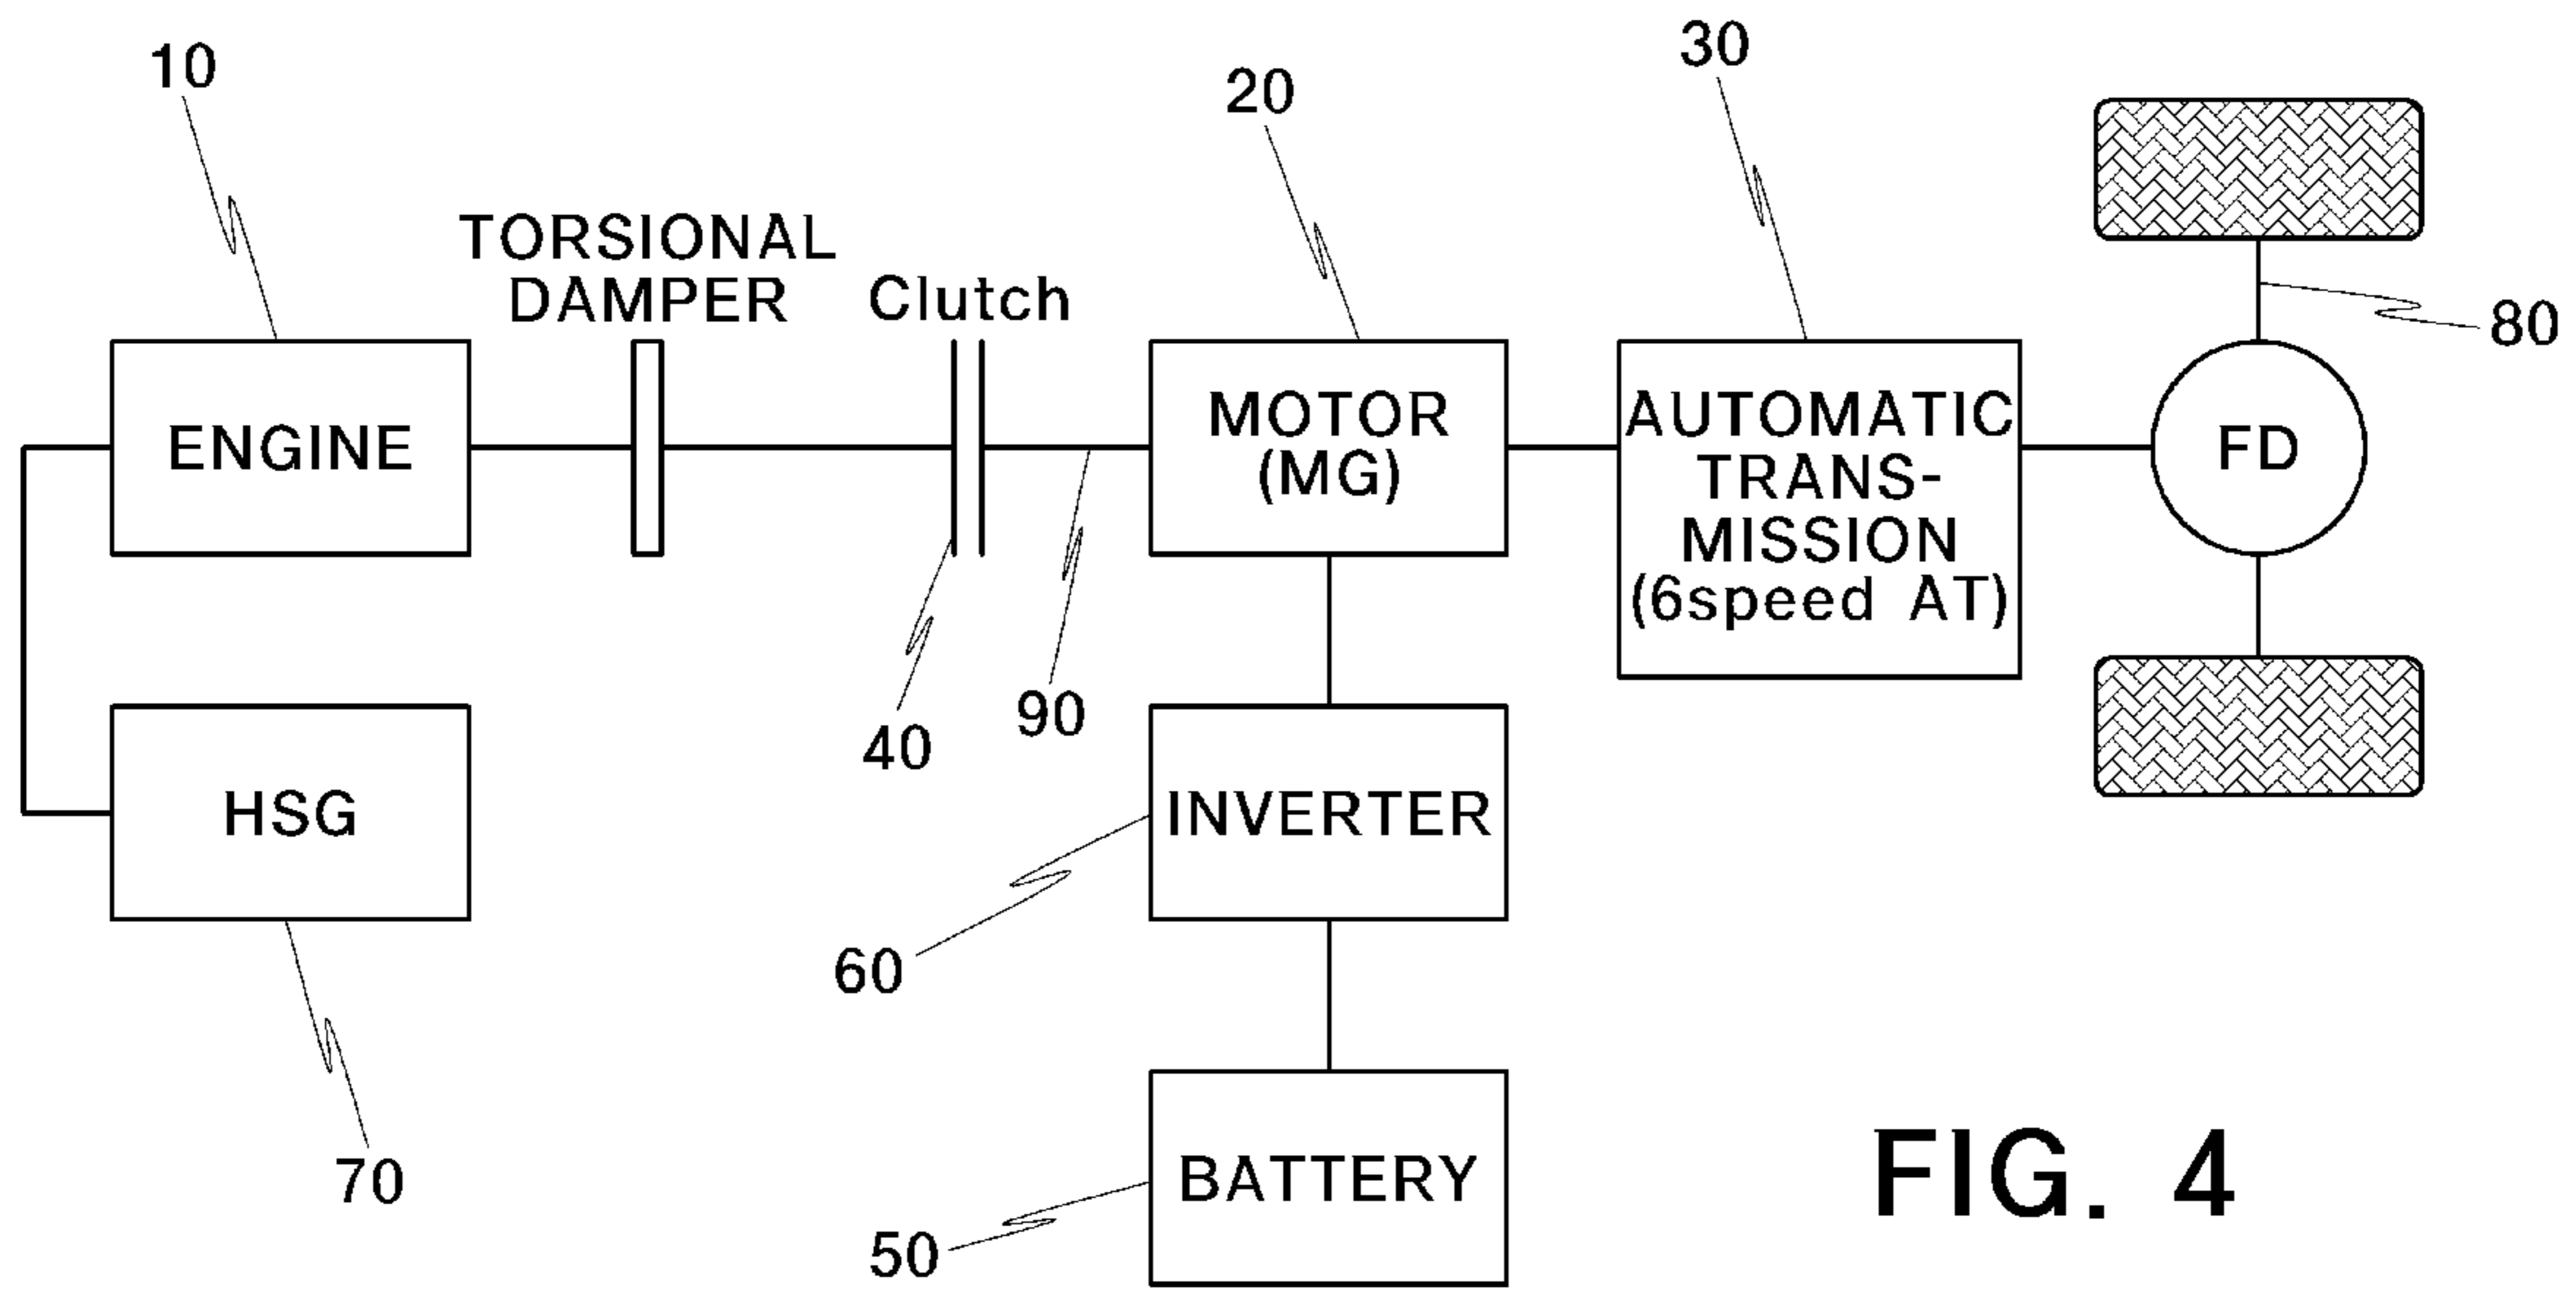 10
20
30
TORSIONAL
DAMPER
Clutch
80
ENGINE
MOTOR
(MG)
AUTOMATIC
TRANS-
MISSION
(6speed AT)
FD
40
90
HSG
INVERTER
60
70
BATTERY
50
FIG. 4